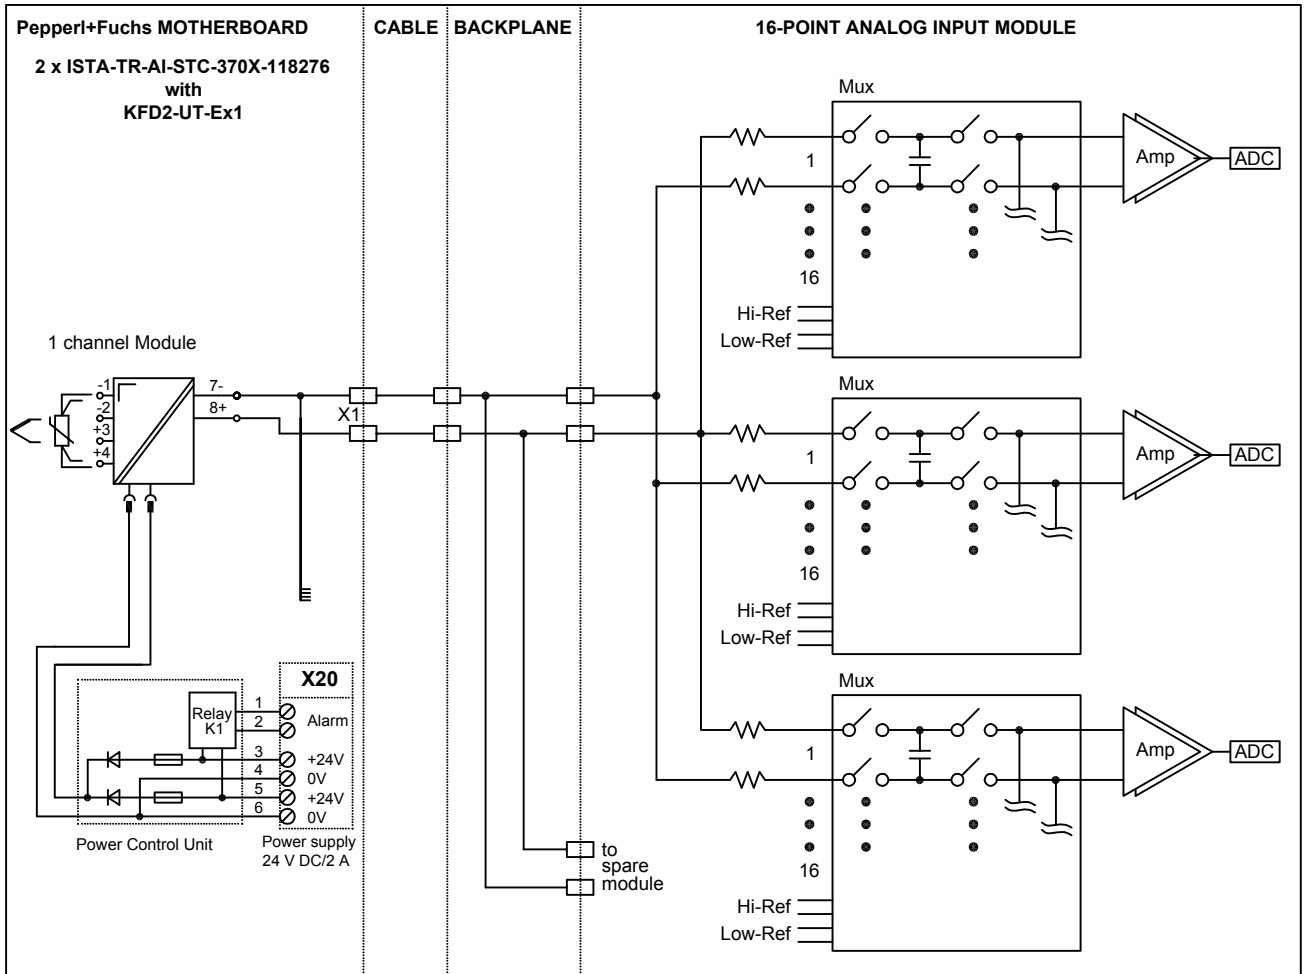 Pepperl+Fuchs MOTHERBOARD
CABLE
BACKPLANE
16-POINT ANALOG INPUT MODULE
2 x ISTA-TR-AI-STC-370X-118276
with
KFD2-UT-Ex1
Mux
1
16
Hi-Ref
Low-Ref
Amp
ADC
1 channel Module
-1
-2
+3
+4
7-
8+
X1
Mux
1
16
Hi-Ref
Low-Ref
Amp
ADC
X20
Relay
K1
1
2
3
4
5
6
Alarm
+24V
0V
+24V
0V
Power Control Unit
Power supply
24 V DC/2 A
to
spare
module
Mux
1
16
Hi-Ref
Low-Ref
Amp
ADC